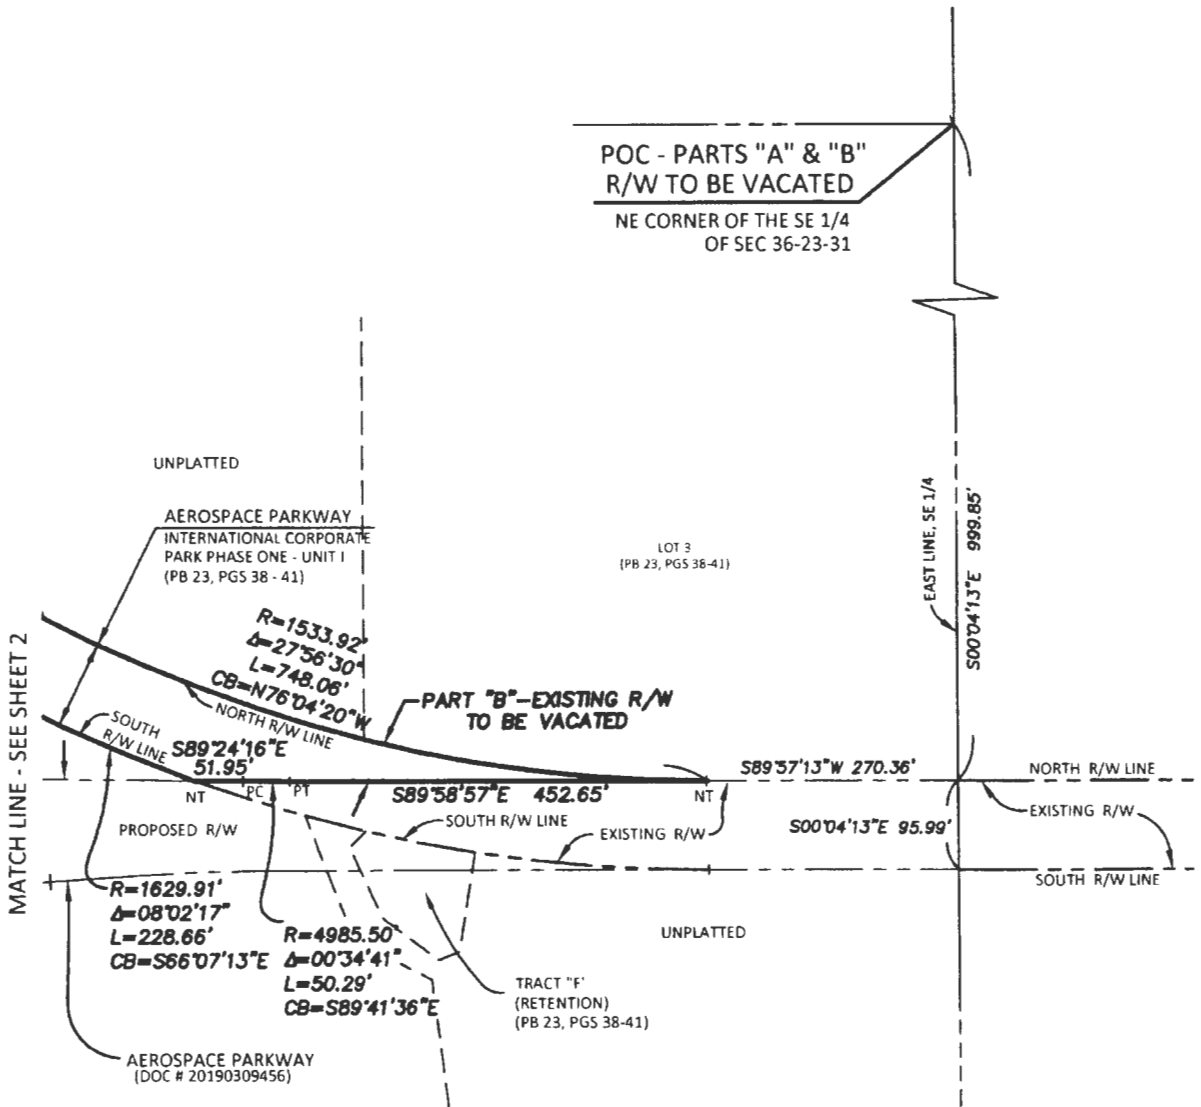 POC - PARTS "A" & "B"
R/W TO BE VACATED
NE CORNER OF THE SE 1/4
OF SEC 36-23-31
UNPLATTED
AEROSPACE PARKWAY
INTERNATIONAL CORPORATE
PARK PHASE ONE - UNIT I
(PB 23, PGS 38 - 41)
LOT 3
(PB 23, PGS 38-41)
EAST LINE, SE 1/4
S00°04'13"E 999.85'
MATCH LINE - SEE SHEET 2
R=1533.92'
Δ=27°56'30"
L=748.06'
CB=N76°04'20"W
NORTH R/W LINE
PART "B"-EXISTING R/W
TO BE VACATED
SOUTH
R/W LINE
S89°24'16"E
51.95'
NT
PC
PT
S89°58'57"E 452.65'
NT
S89°57'13"W 270.36'
NORTH R/W LINE
PROPOSED R/W
SOUTH R/W LINE
EXISTING R/W
S00°04'13"E 95.99'
EXISTING R/W
SOUTH R/W LINE
R=1629.91'
Δ=08°02'17"
L=228.66'
CB=S66°07'13"E
R=4985.50'
Δ=00°34'41"
L=50.29'
CB=S89°41'36"E
UNPLATTED
TRACT "F'
(RETENTION)
(PB 23, PGS 38-41)
AEROSPACE PARKWAY
(DOC # 20190309456)